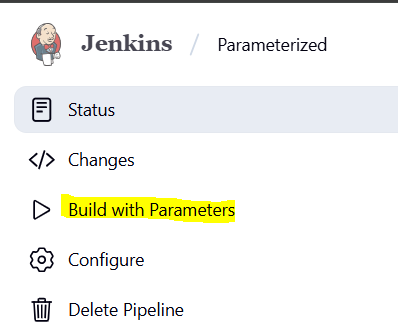 Jenkins / Parameterized
Status
Changes
Build with Parameters
Configure
Delete Pipeline